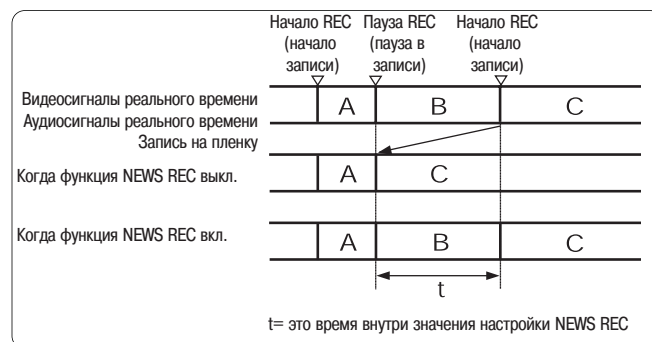 Начало REC Пауза REC Начало REC
(начало (пауза в (начало
записи) записи) записи)
Видеосигналы реального времени A B C
Аудиосигналы реального времени
Запись на пленку
Когда функция NEWS REC выкл. A C
Когда функция NEWS REC вкл. A B C
t
t= это время внутри значения настройки NEWS REC